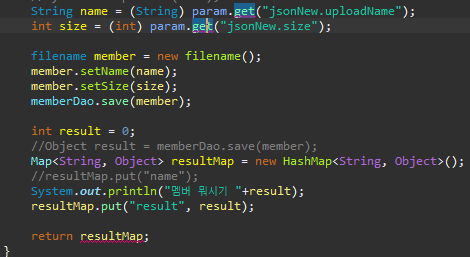 String name = (String) param.get("jsonNew.uploadName");
int size = (int) param.get("jsonNew.size");
filename member = new filename();
member.setName(name);
member.setSize(size);
memberDao.save(member);
int result = 0;
//Object result = memberDao.save(member);
Map<String, Object> resultMap = new HashMap<String, Object>();
//resultMap.put("name");
System.out.println("멤버 뭐시기 "+result);
resultMap.put("result", result);
return resultMap;
}